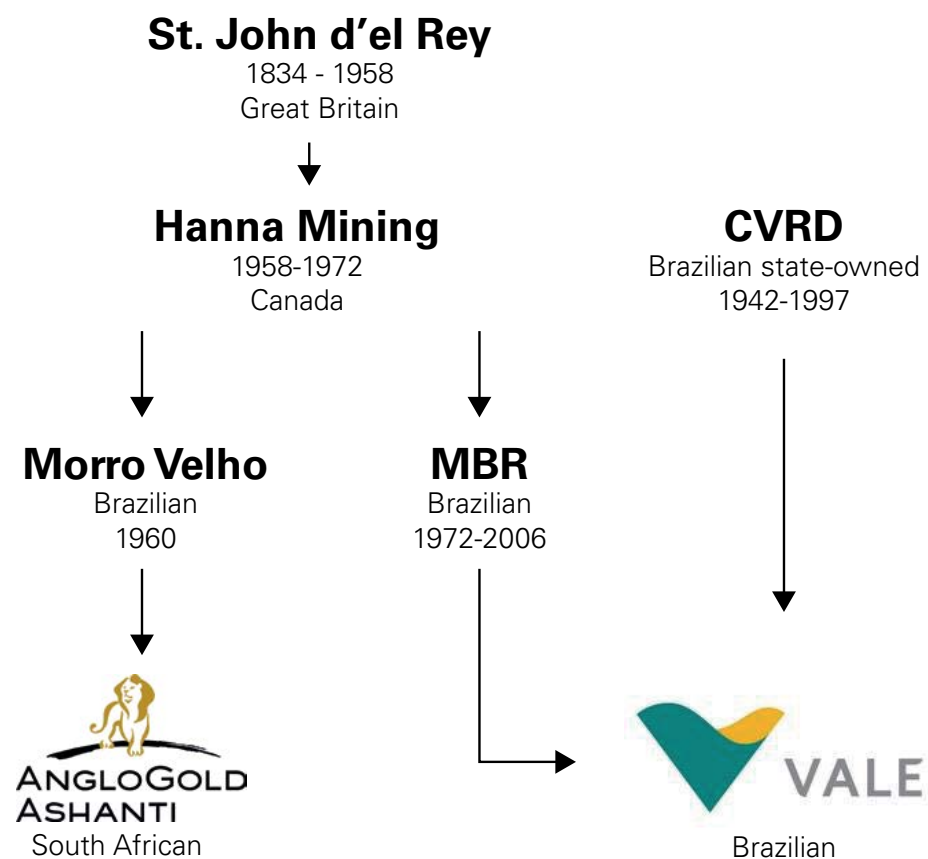 St. John d’el Rey
1834 - 1958
Great Britain
Hanna Mining
1958-1972
Canada
CVRD
Brazilian state-owned
1942-1997
Morro Velho
Brazilian
1960
MBR
Brazilian
1972-2006
ANGLOGOLD
ASHANTI
South African
VALE
Brazilian